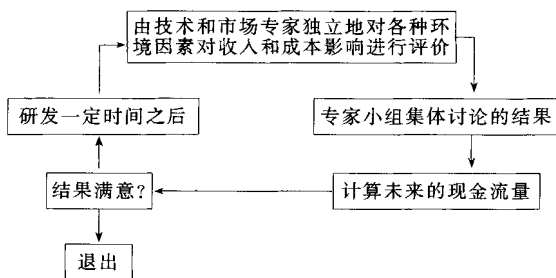 由技术和市场专家独立地对各种环
境因素对收入和成本影响进行评价
研发一定时间之后
专家小组集体讨论的结果
结果满意?
计算未来的现金流量
退出